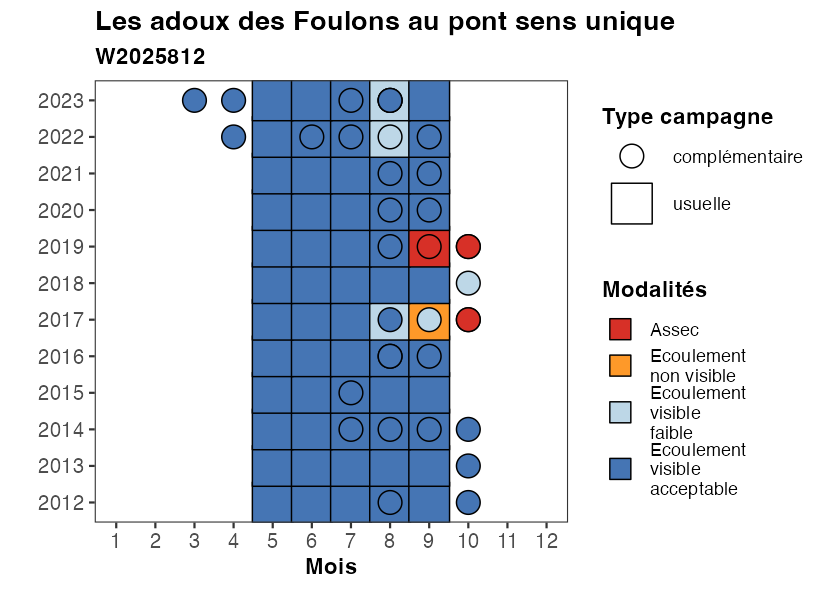 Les adoux des Foulons au pont sens unique
W2025812
2023
2022
2021
2020
2019
2018
2017
2016
2015
2014
2013
2012
1 2 3 4 5 6 7 8 9 10 11 12
Mois
Type campagne
complémentaire
usuelle
Modalités
Assec
Ecoulement
non visible
Ecoulement
visible
faible
Ecoulement
visible
acceptable